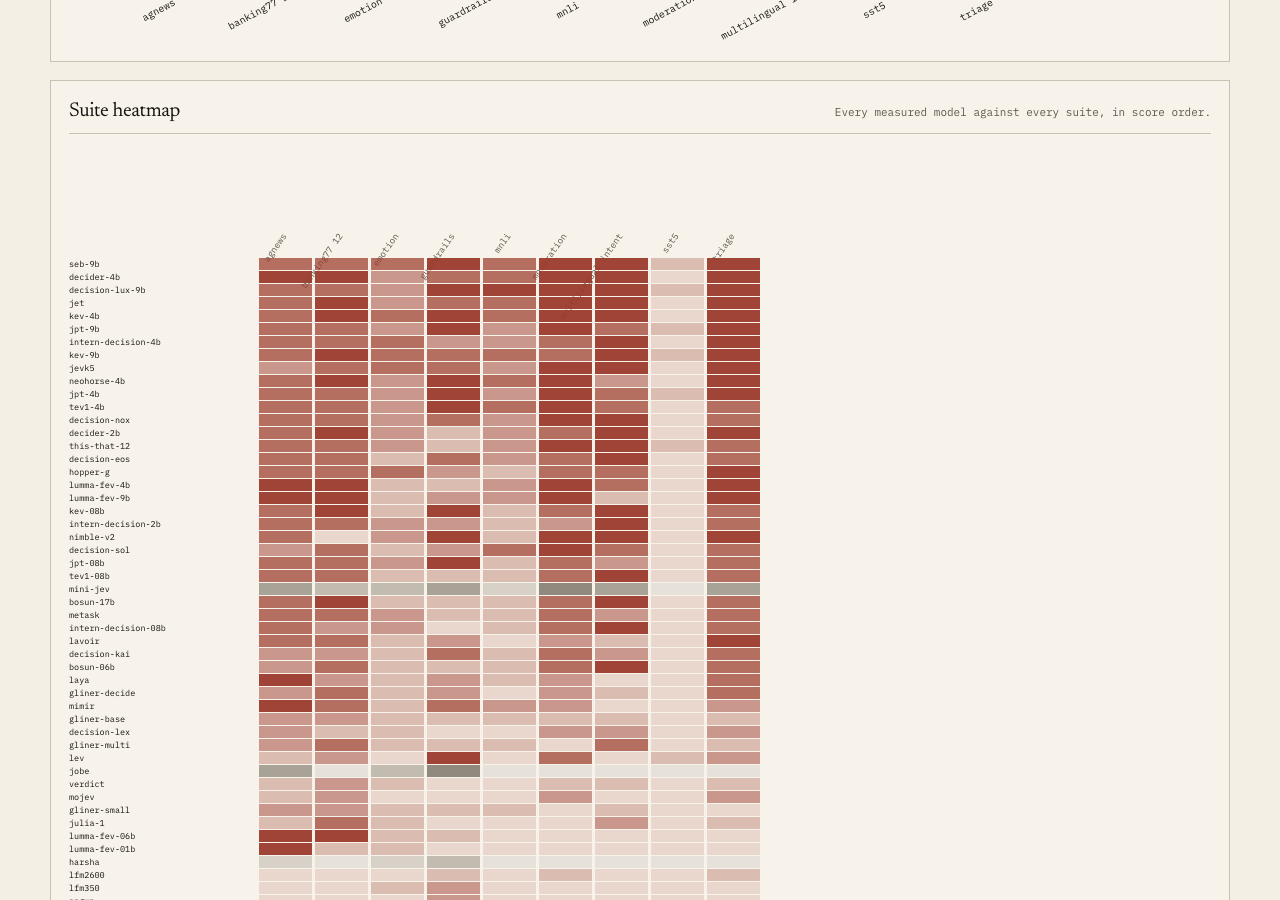 agnews
banking77
emotion
mnli
sst5
triage
Suite heatmap
Every measured model against every suite, in score order.
agnews
12
emotion
mnli
sst5
triage
seb-9b
decider-4b
decision-lux-9b
jet
kev-4b
jpt-9b
intern-decision-4b
kev-9b
jevk5
neohorse-4b
jpt-4b
tev1-4b
decision-nox
decider-2b
this-that-12
decision-eos
hopper-g
lumma-fev-4b
lumma-fev-9b
kev-08b
intern-decision-2b
nimble-v2
decision-sol
jpt-08b
tev1-08b
mini-jev
bosun-17b
metask
intern-decision-08b
lavoir
decision-kai
bosun-06b
laya
gliner-decide
mimir
gliner-base
decision-lex
gliner-multi
lev
jobe
verdict
mojev
gliner-small
julia-1
lumma-fev-06b
lumma-fev-01b
harsha
lfm2600
lfm350